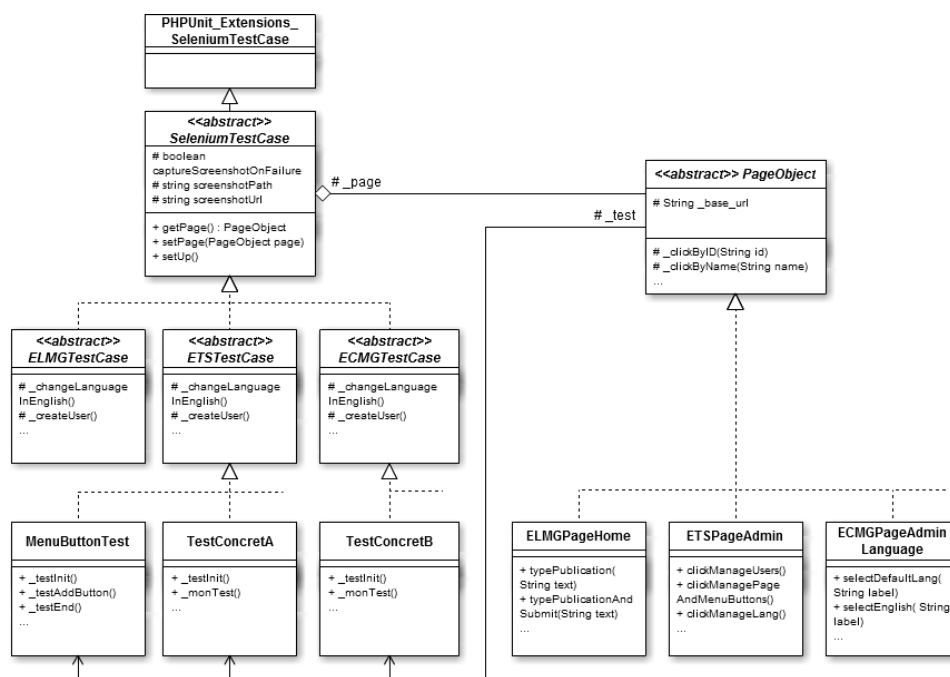 PHPUnit_Extensions_
SeleniumTestCase
<<abstract>>
SeleniumTestCase
# boolean
captureScreenshotOnFailure
# string screenshotPath
# string screenshotUrl
+ getPage() : PageObject
+ setPage(PageObject page)
+ setUp()
# _page
# _test
<<abstract>> PageObject
# String _base_url
# _clickByID(String id)
# _clickByName(String name)
...
<<abstract>>
ELMGTestCase
# _changeLanguage
InEnglish()
# _createUser()
...
<<abstract>>
ETSTestCase
# _changeLanguage
InEnglish()
# _createUser()
...
<<abstract>>
ECMGTestCase
# _changeLanguage
InEnglish()
# _createUser()
...
MenuButtonTest
+ _testInit()
+ _testAddButton()
+ _testEnd()
...
TestConcretA
+ _testInit()
+ _monTest()
...
TestConcretB
+ _testInit()
+ _monTest()
...
ELMGPageHome
+ typePublication(
String text)
+ typePublicationAnd
Submit(String text)
...
ETSPageAdmin
+ clickManageUsers()
+ clickManagePage
AndMenuButtons()
+ clickManageLang()
...
ECMGPageAdmin
Language
+ selectDefaultLang(
String label)
+ selectEnglish( String
label)
...